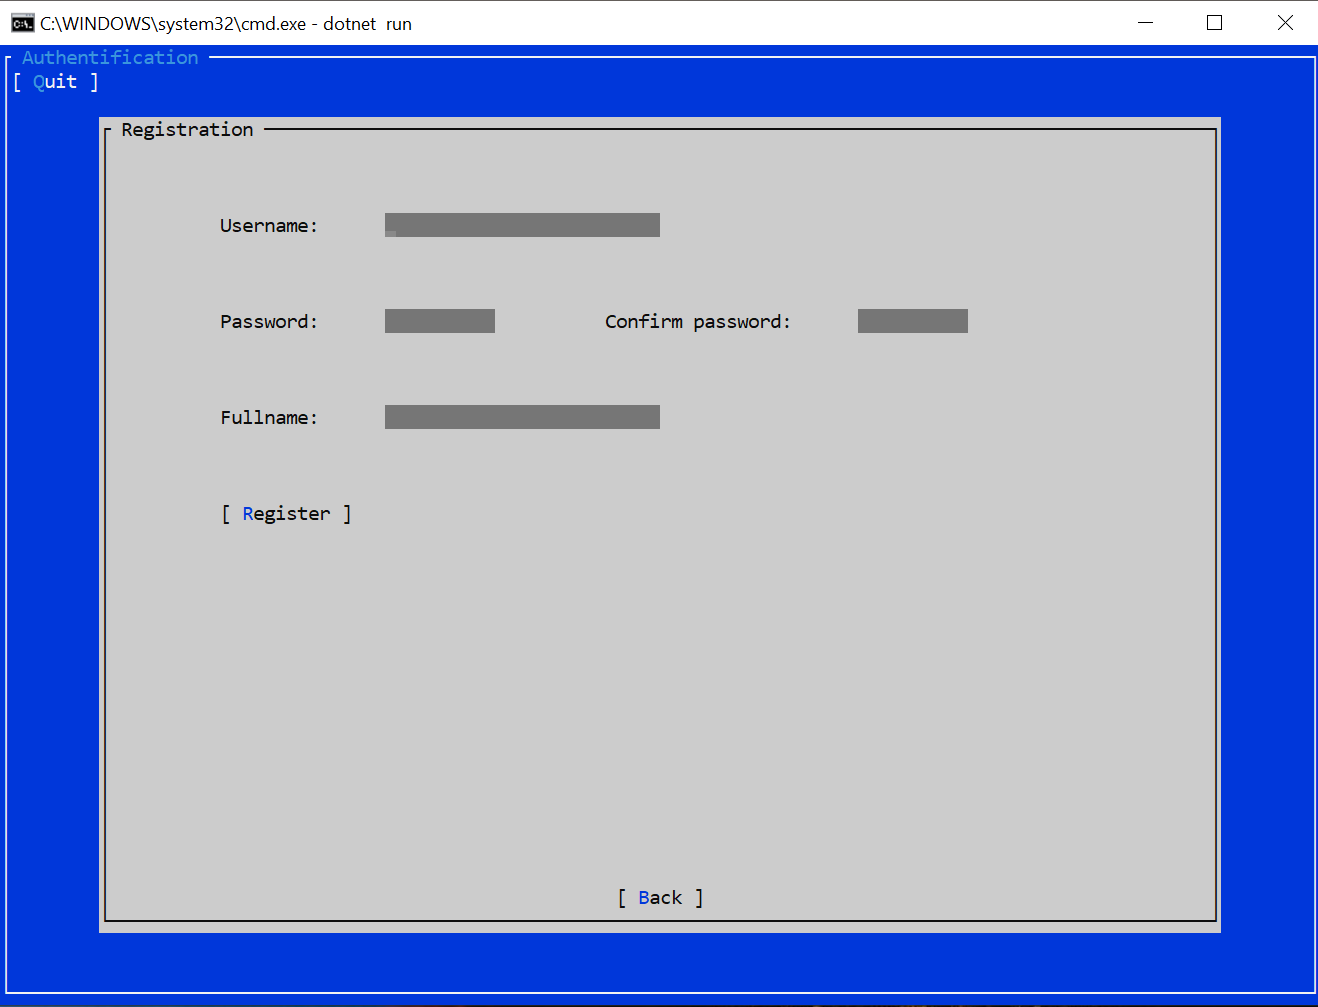 C:\WINDOWS\system32\cmd.exe - dotnet  run
Authentification
[ Quit ]
Registration
Username:
Password: Confirm password:
Fullname:
[ Register ]
[ Back ]